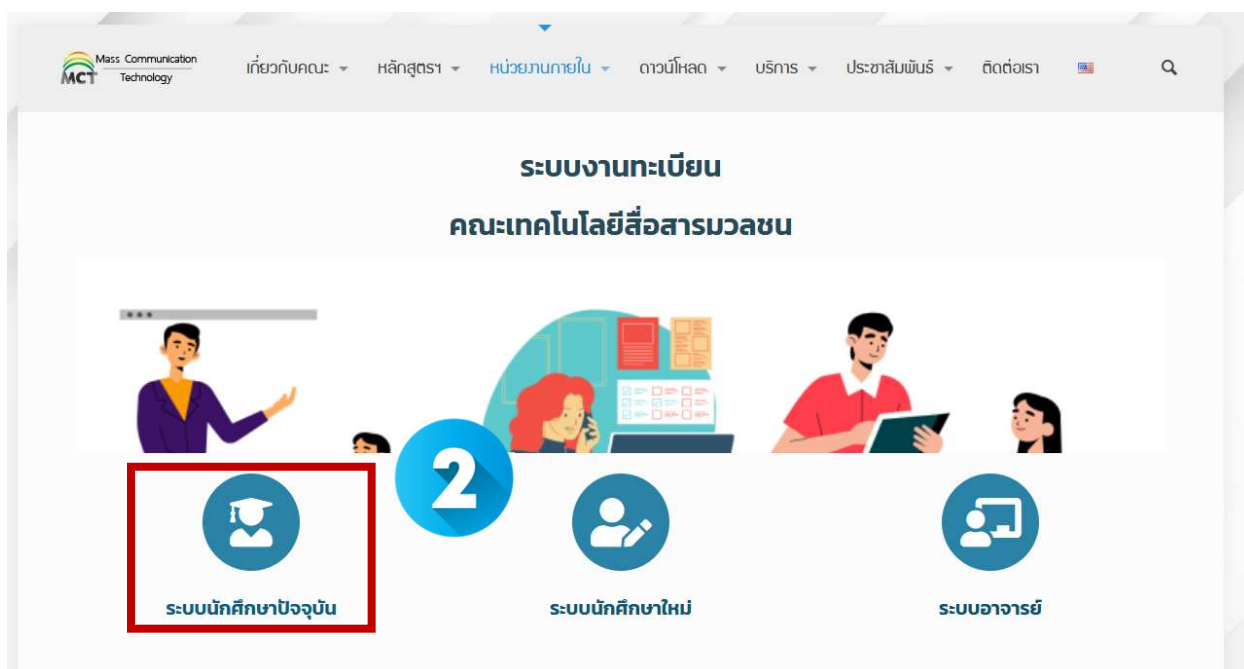 Mass Communication
MCT Technology
เกี่ยวกับคณะ หลักสูตรฯ หน่วยงานภายใน ดาวน์โหลด บริการ ประชาสัมพันธ์ ติดต่อเรา
ระบบงานทะเบียน
คณะเทคโนโลยีสื่อสารมวลชน
2
ระบบนักศึกษาปัจจุบัน ระบบนักศึกษาใหม่ ระบบอาจารย์